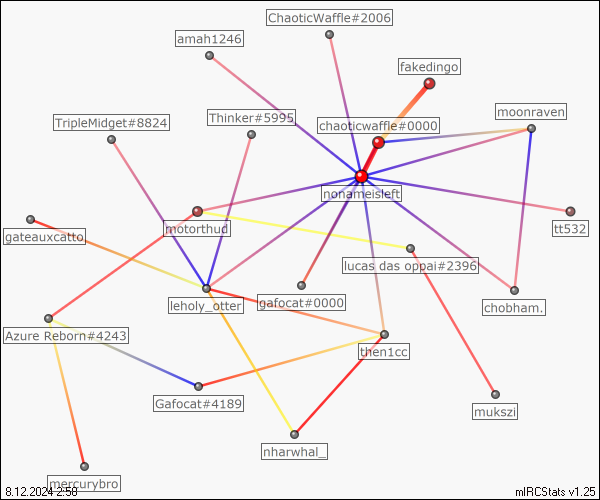 ChaoticWaffle#2006
amah1246
fakedingo
moonraven
Thinker#5995
TripleMidget#8824
chaoticwaffle#0000
nonameisleft
motorthud
tt532
gateauxcatto.
lucas das oppai#2396
leholy_otter
gafocat#0000
chobham.
Azure Reborn#4243
then1cc
Gafocat#4189
mukszi
nharwhal_
mercurybro
8.12.2024 2:58
mIRCStats v1.25